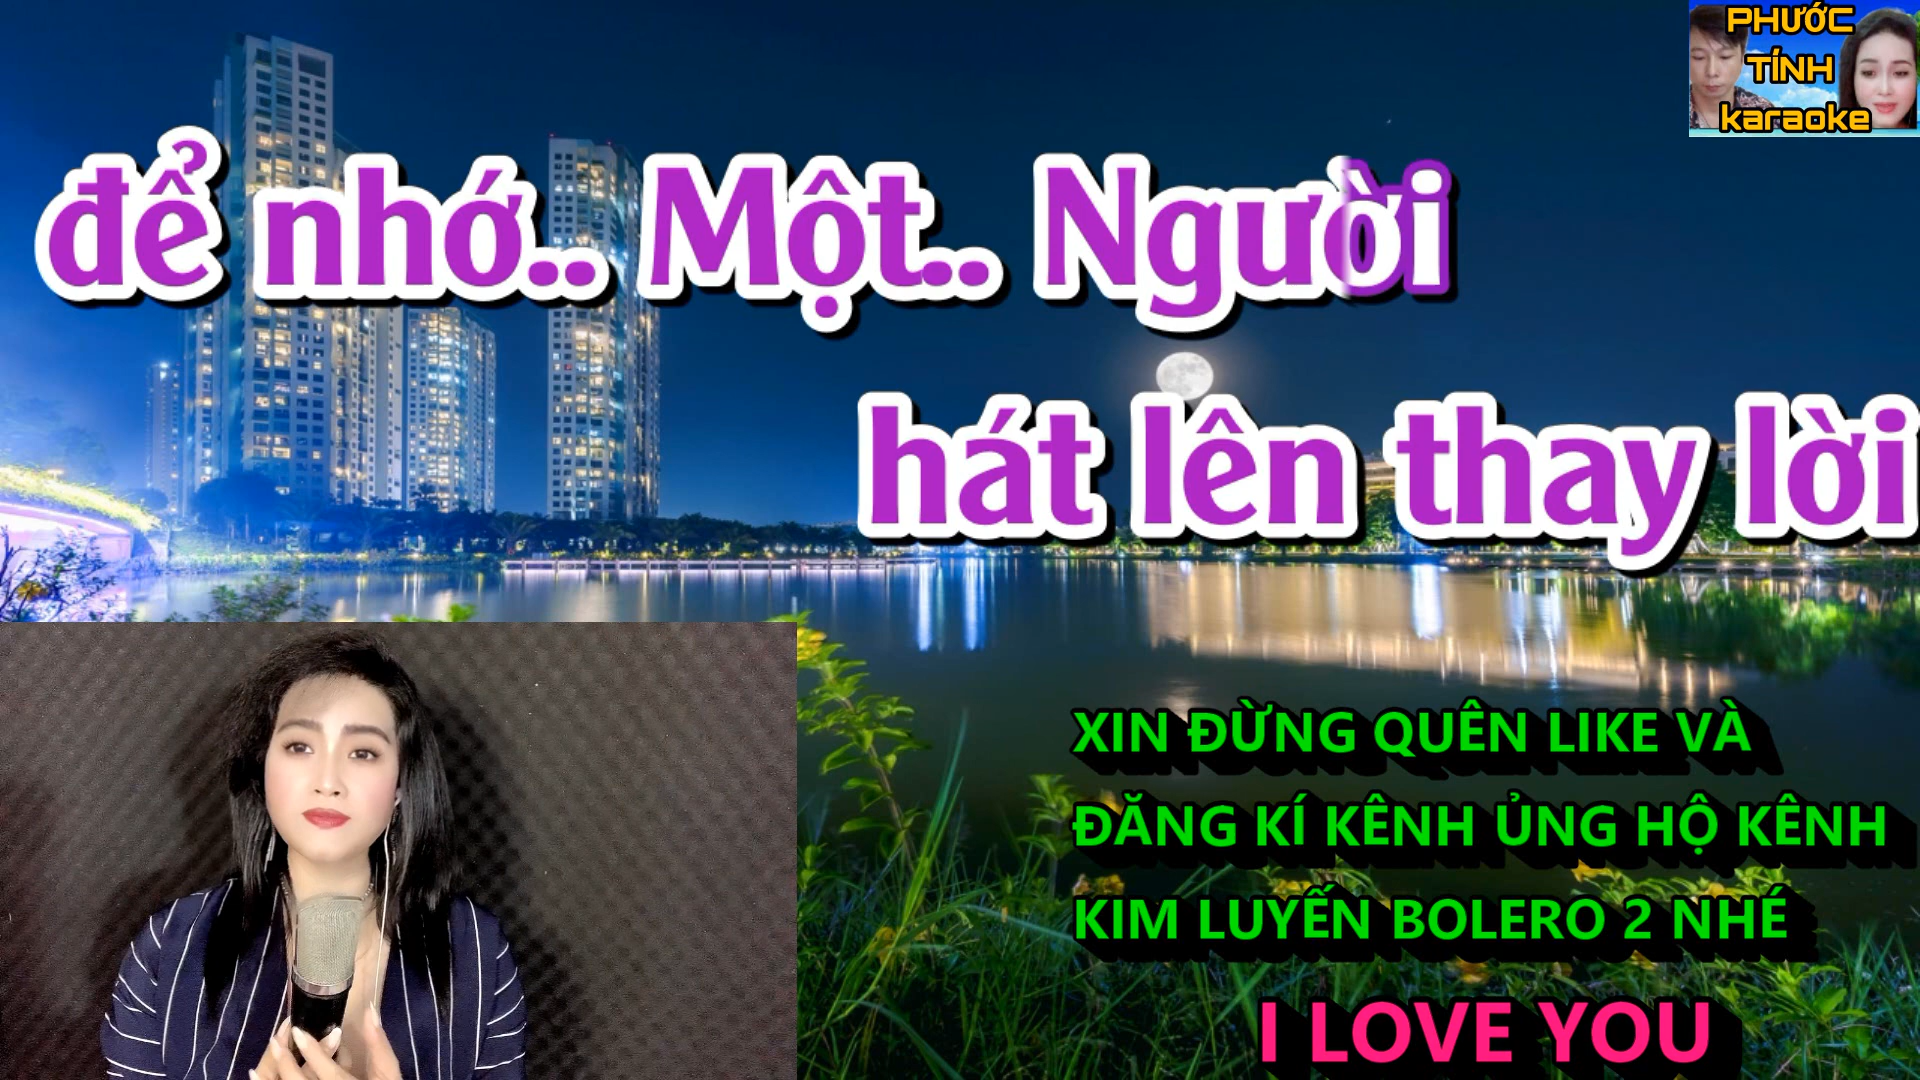 PHƯỚC
TÍNH
karaoke
để nhớ.. Một.. Người
hát lên thay lời
XIN ĐỪNG QUÊN LIKE VÀ
ĐĂNG KÍ KÊNH ỦNG HỘ KÊNH
KIM LUYẾN BOLERO 2 NHÉ
I LOVE YOU